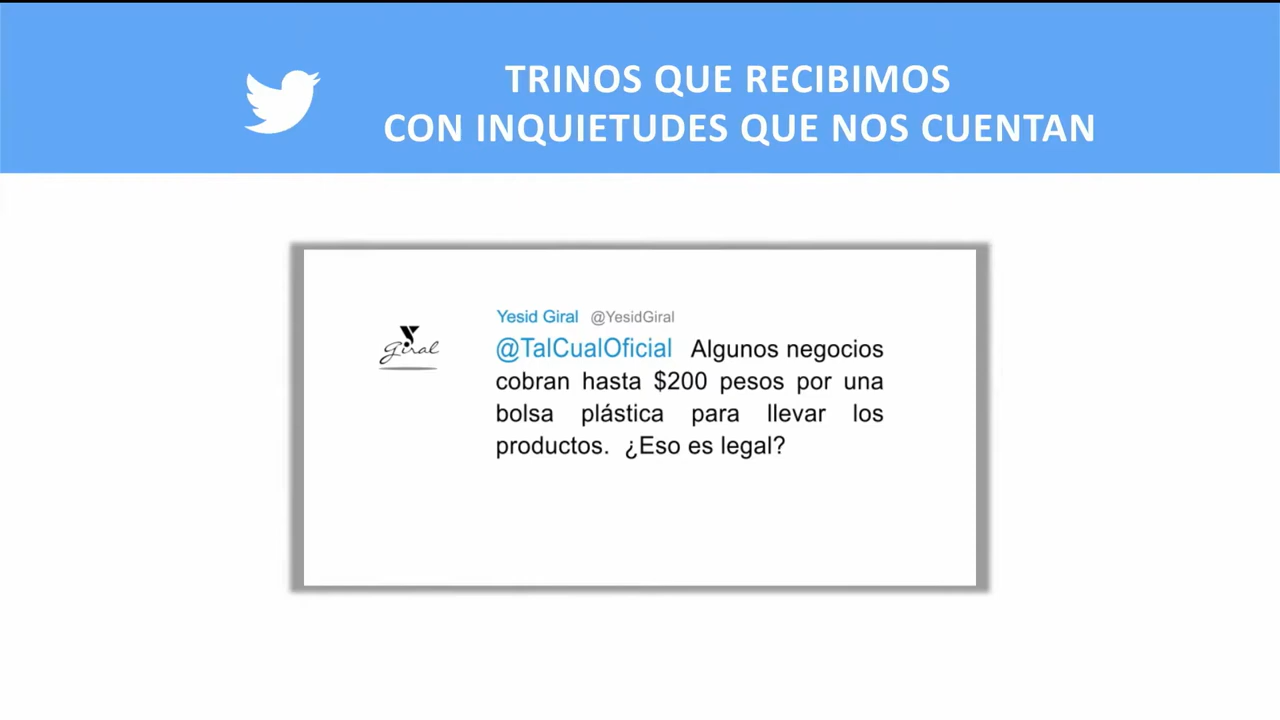 TRINOS QUE RECIBIMOS
CON INQUIETUDES QUE NOS CUENTAN
Yesid Giral @YesidGiral
Giral
@TalCualOficial Algunos negocios
cobran hasta $200 pesos por una
bolsa plástica para llevar los
productos. ¿Eso es legal?